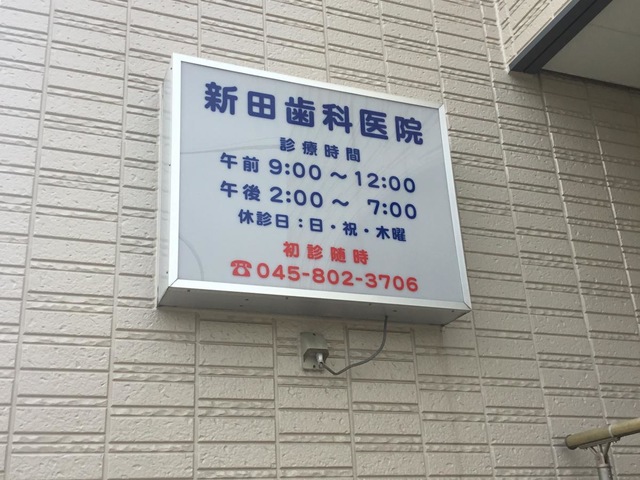 新田歯科医院
診療時間
午前 9:00～12:00
午後 2:00～ 7:00
休診日:日・祝・木曜
初診随時
☎045-802-3706